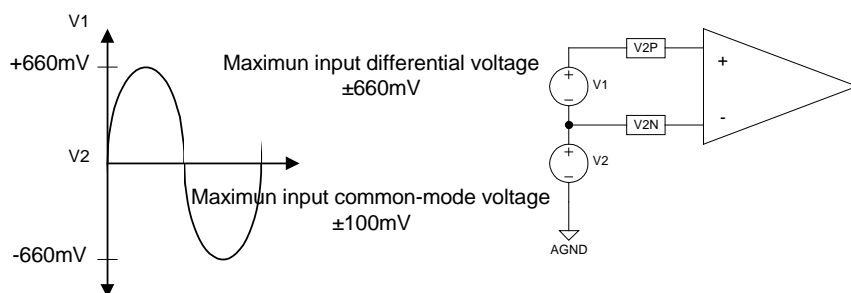 V1
+660mV
V2
-660mV
Maximun input differential voltage
±660mV
Maximun input common-mode voltage
±100mV
V2P
+
+
−
V1
-
V2N
+
−
V2
AGND